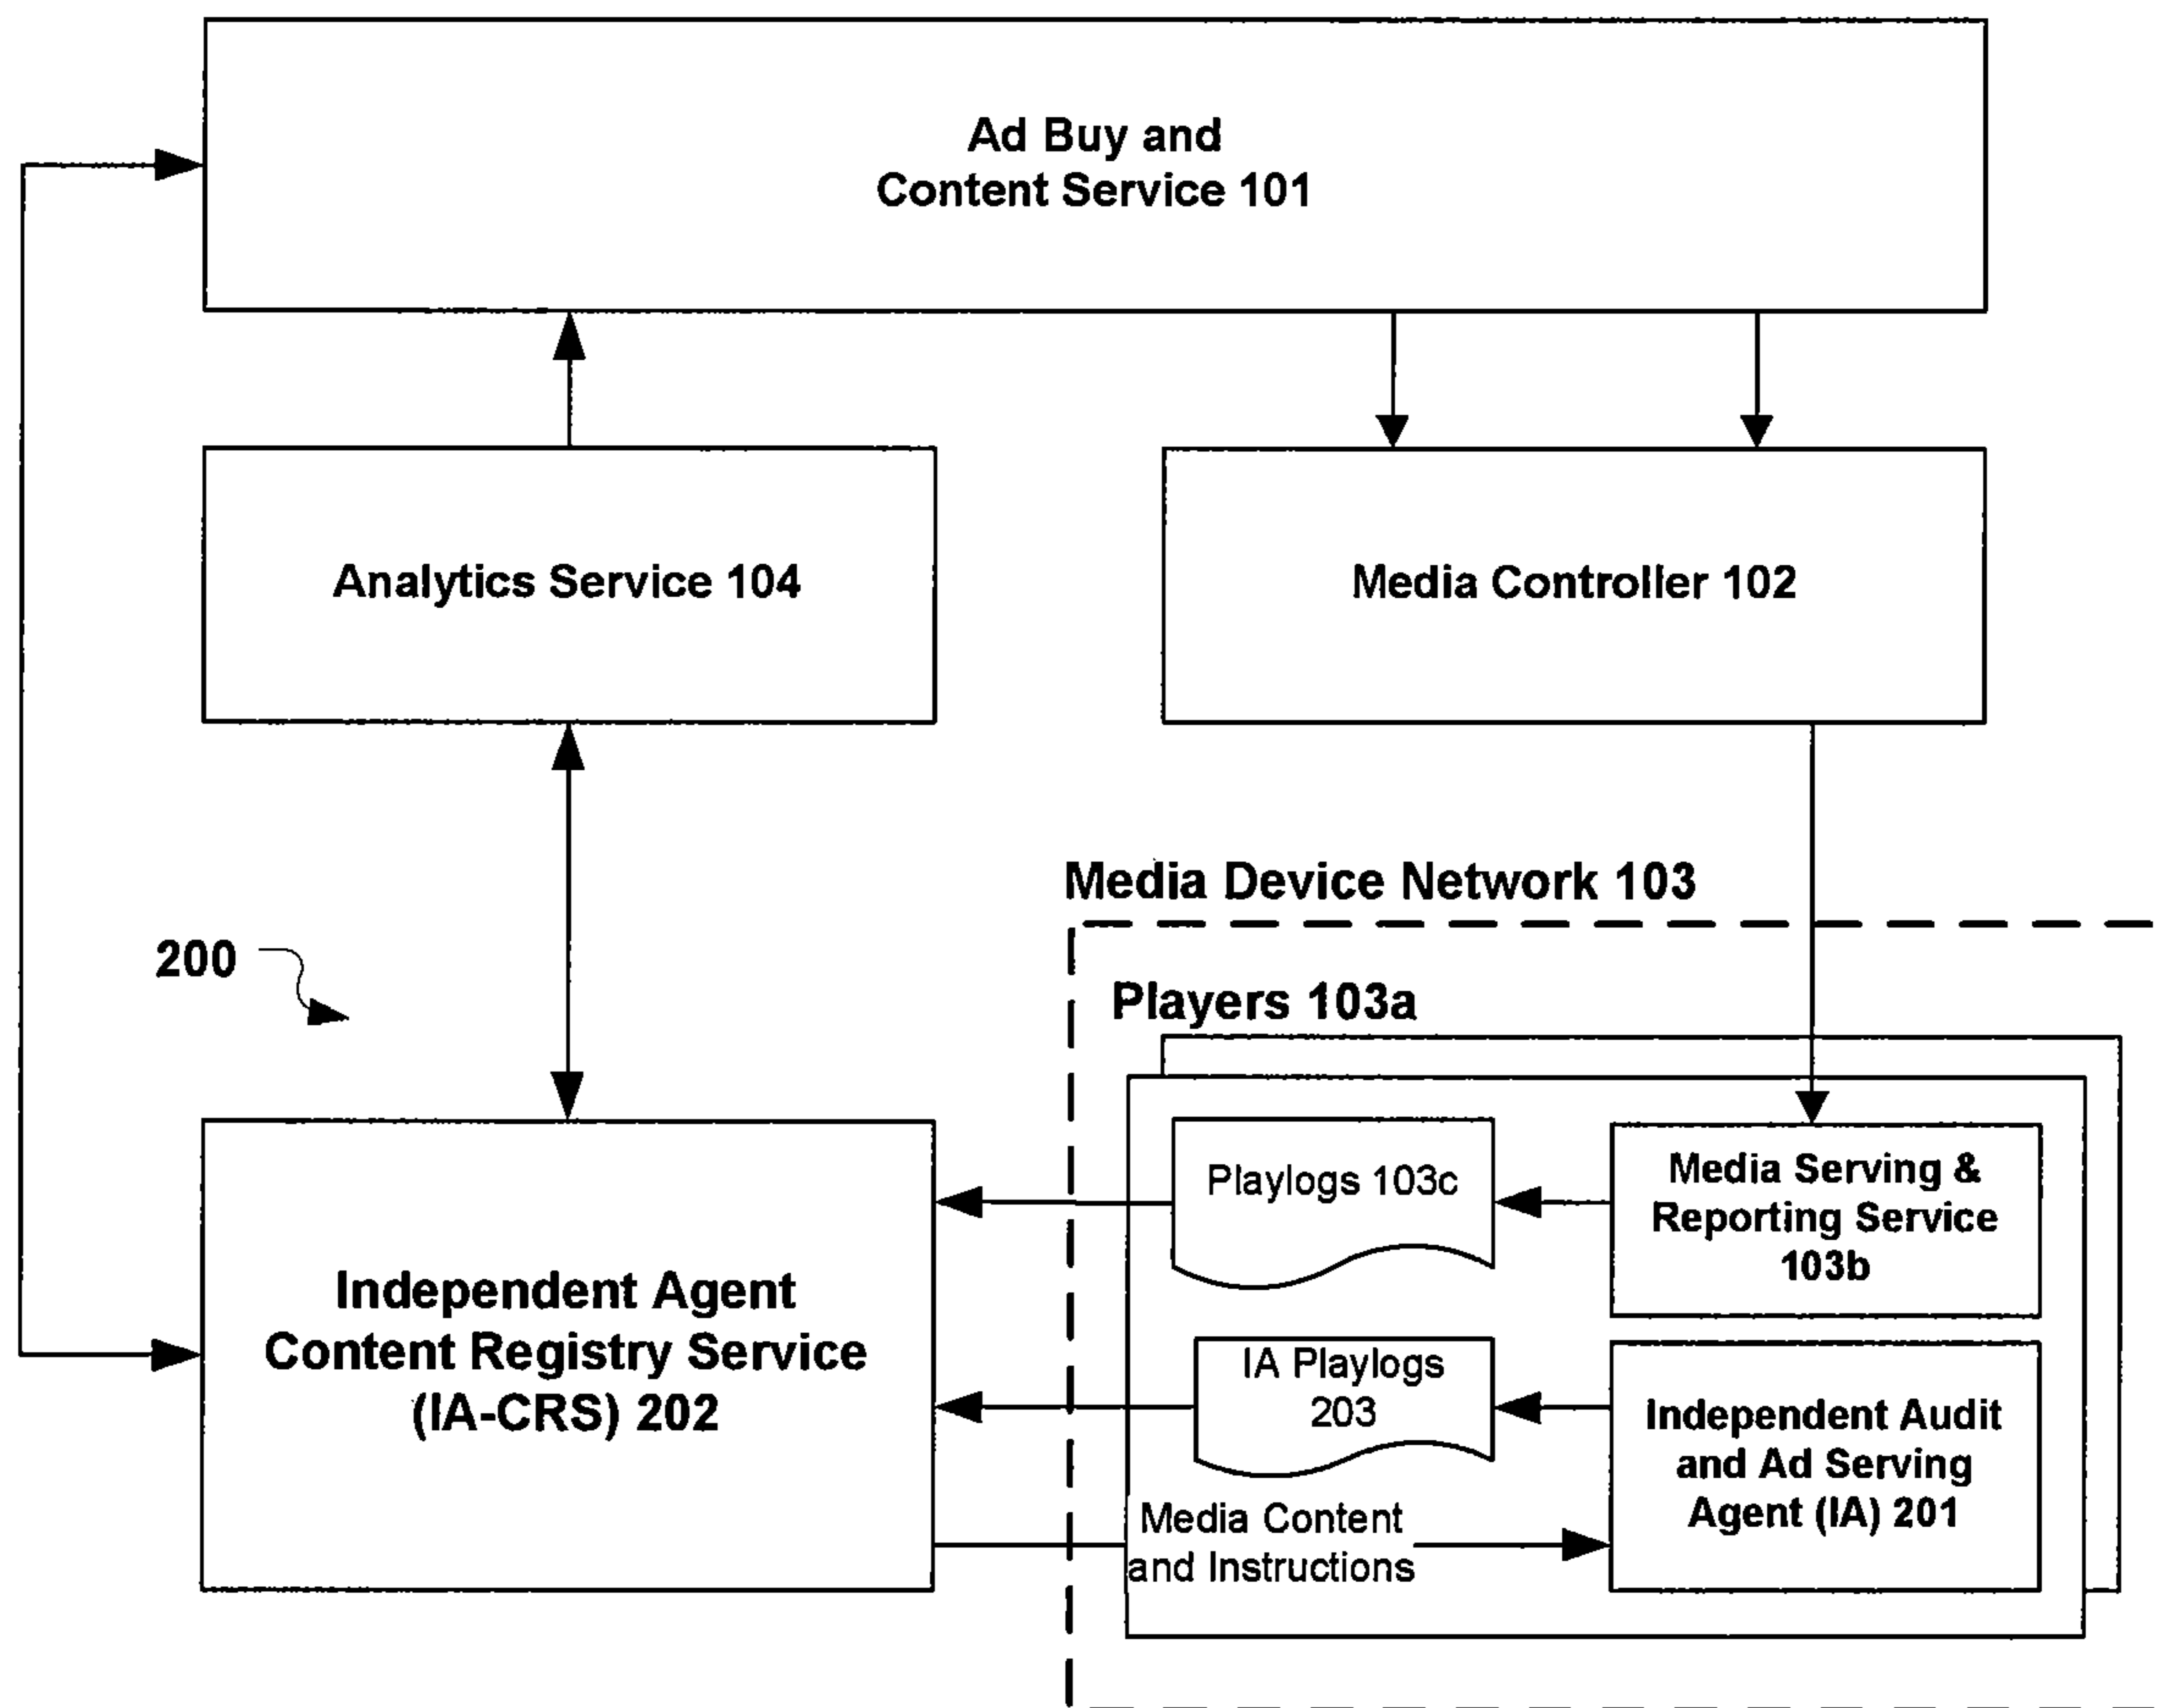 Ad Buy and
Content Service 101
Analytics Service 104
Media Controller 102
Media Device Network 103
200
Players 103a
Playlogs 103c
Media Serving &
Reporting Service
103b
Independent Agent
Content Registry Service
(IA-CRS) 202
IA Playlogs
203
Independent Audit
and Ad Serving
Agent (IA) 201
Media Content
and Instructions